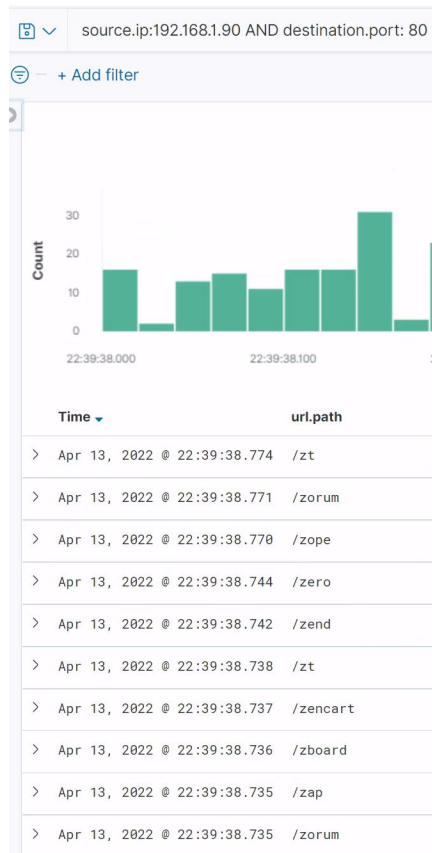 source.ip:192.168.1.90 AND destination.port: 80
+ Add filter
30
20
10
0
Count
22:39:38.000
22:39:38.100
Time
url.path
Apr 13, 2022 @ 22:39:38.774 /zt
Apr 13, 2022 @ 22:39:38.771 /zorum
Apr 13, 2022 @ 22:39:38.770 /zope
Apr 13, 2022 @ 22:39:38.744 /zero
Apr 13, 2022 @ 22:39:38.742 /zend
Apr 13, 2022 @ 22:39:38.738 /zt
Apr 13, 2022 @ 22:39:38.737 /zencart
Apr 13, 2022 @ 22:39:38.736 /zboard
Apr 13, 2022 @ 22:39:38.735 /zap
Apr 13, 2022 @ 22:39:38.735 /zorum